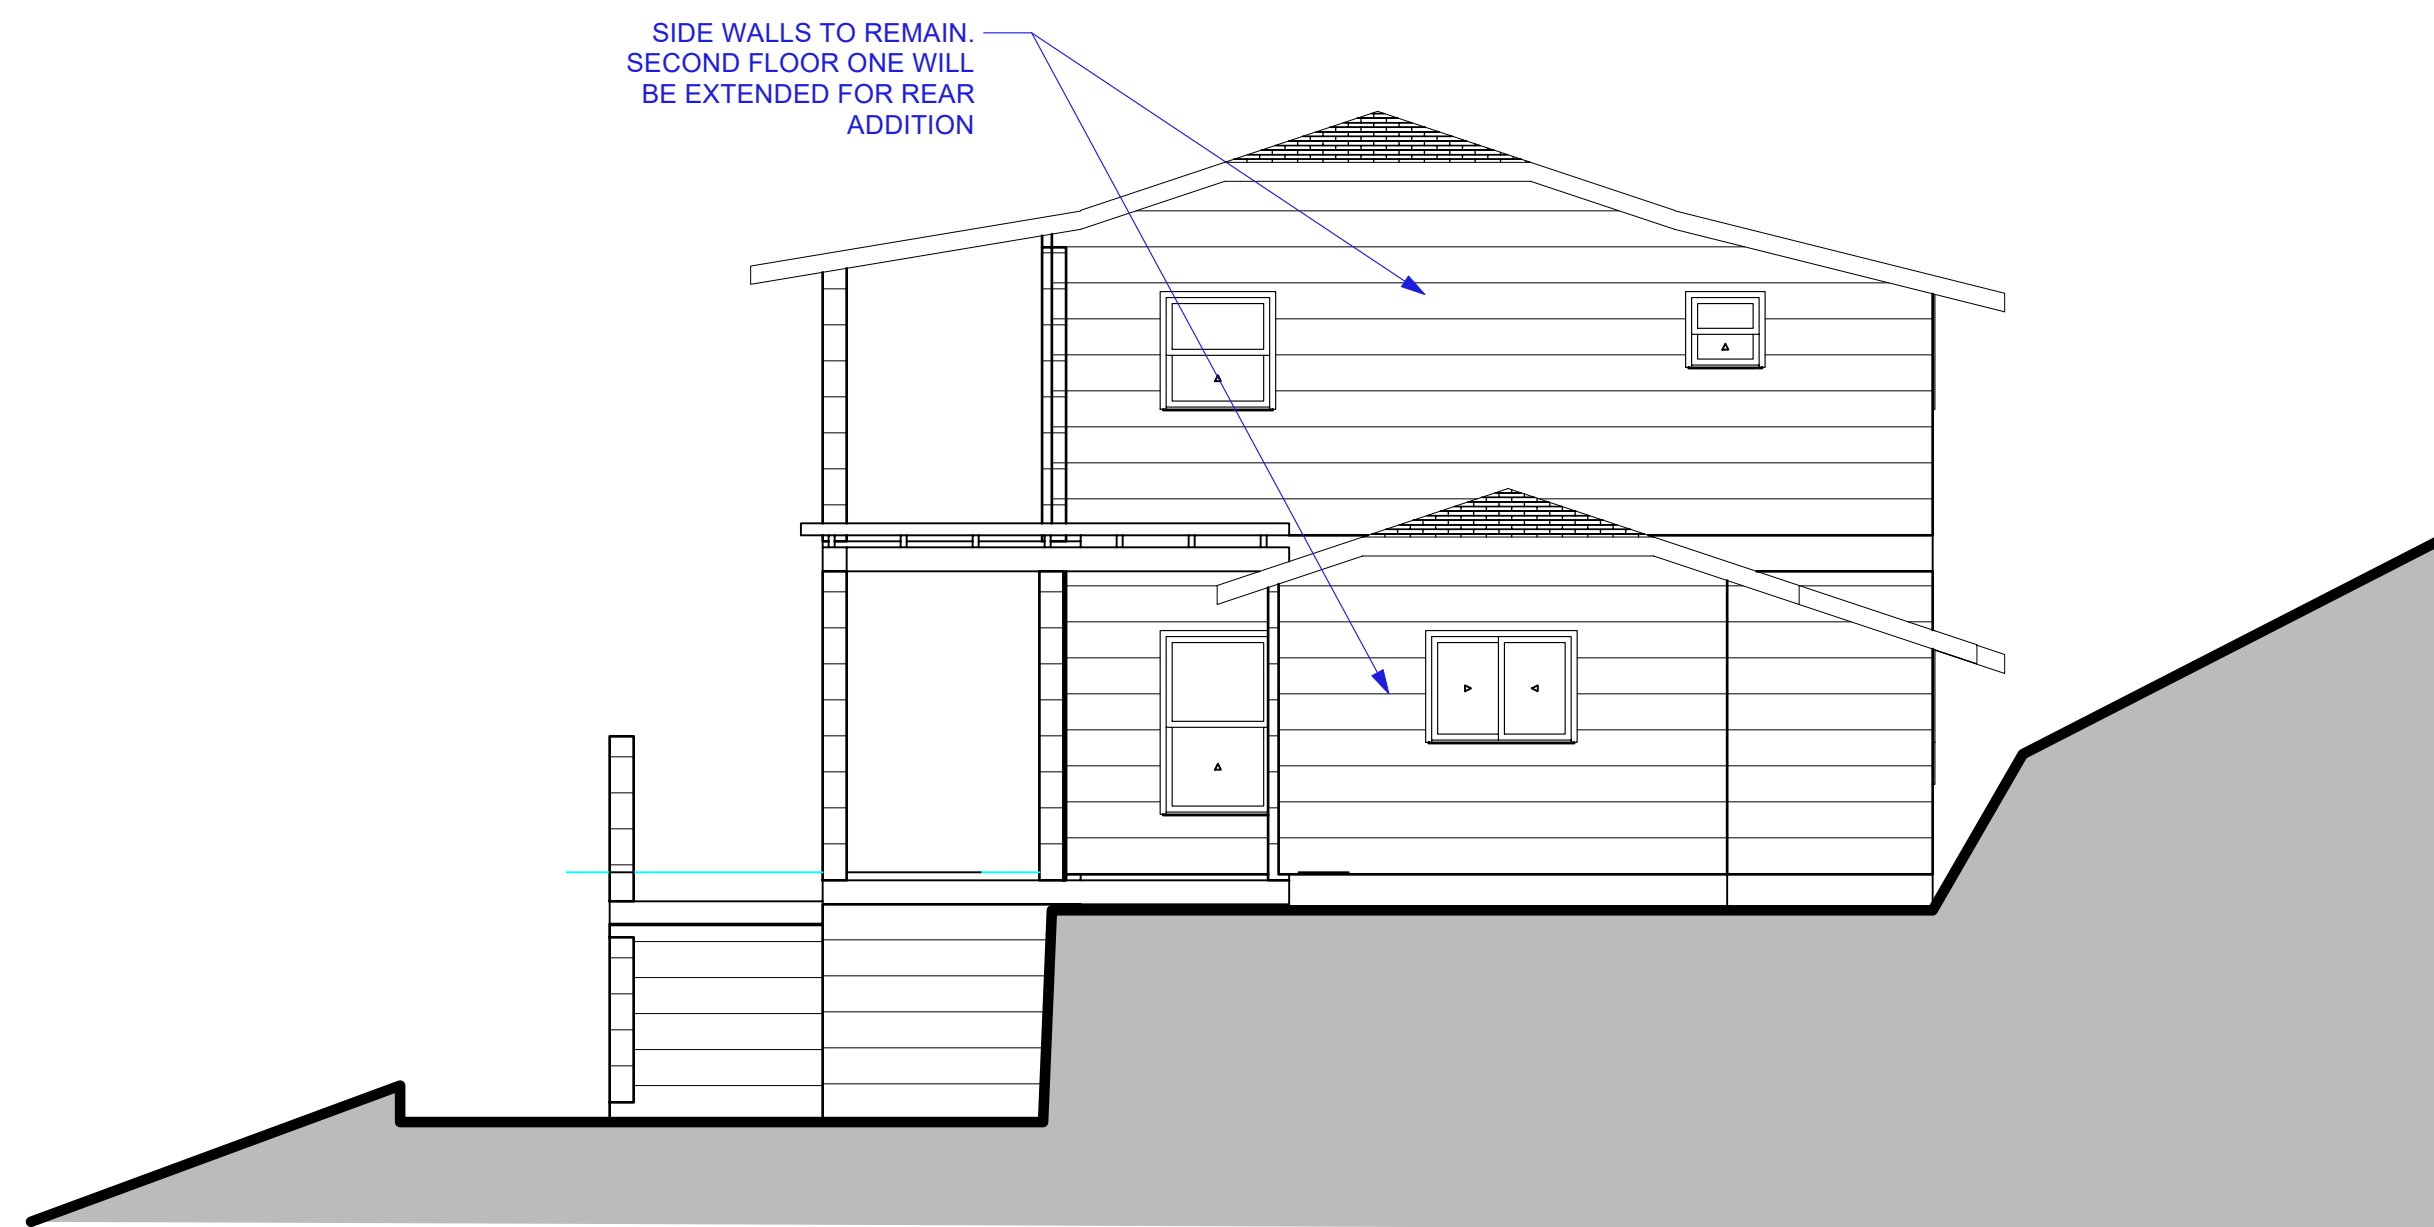 SIDE WALLS TO REMAIN.
SECOND FLOOR ONE WILL
BE EXTENDED FOR REAR
ADDITION